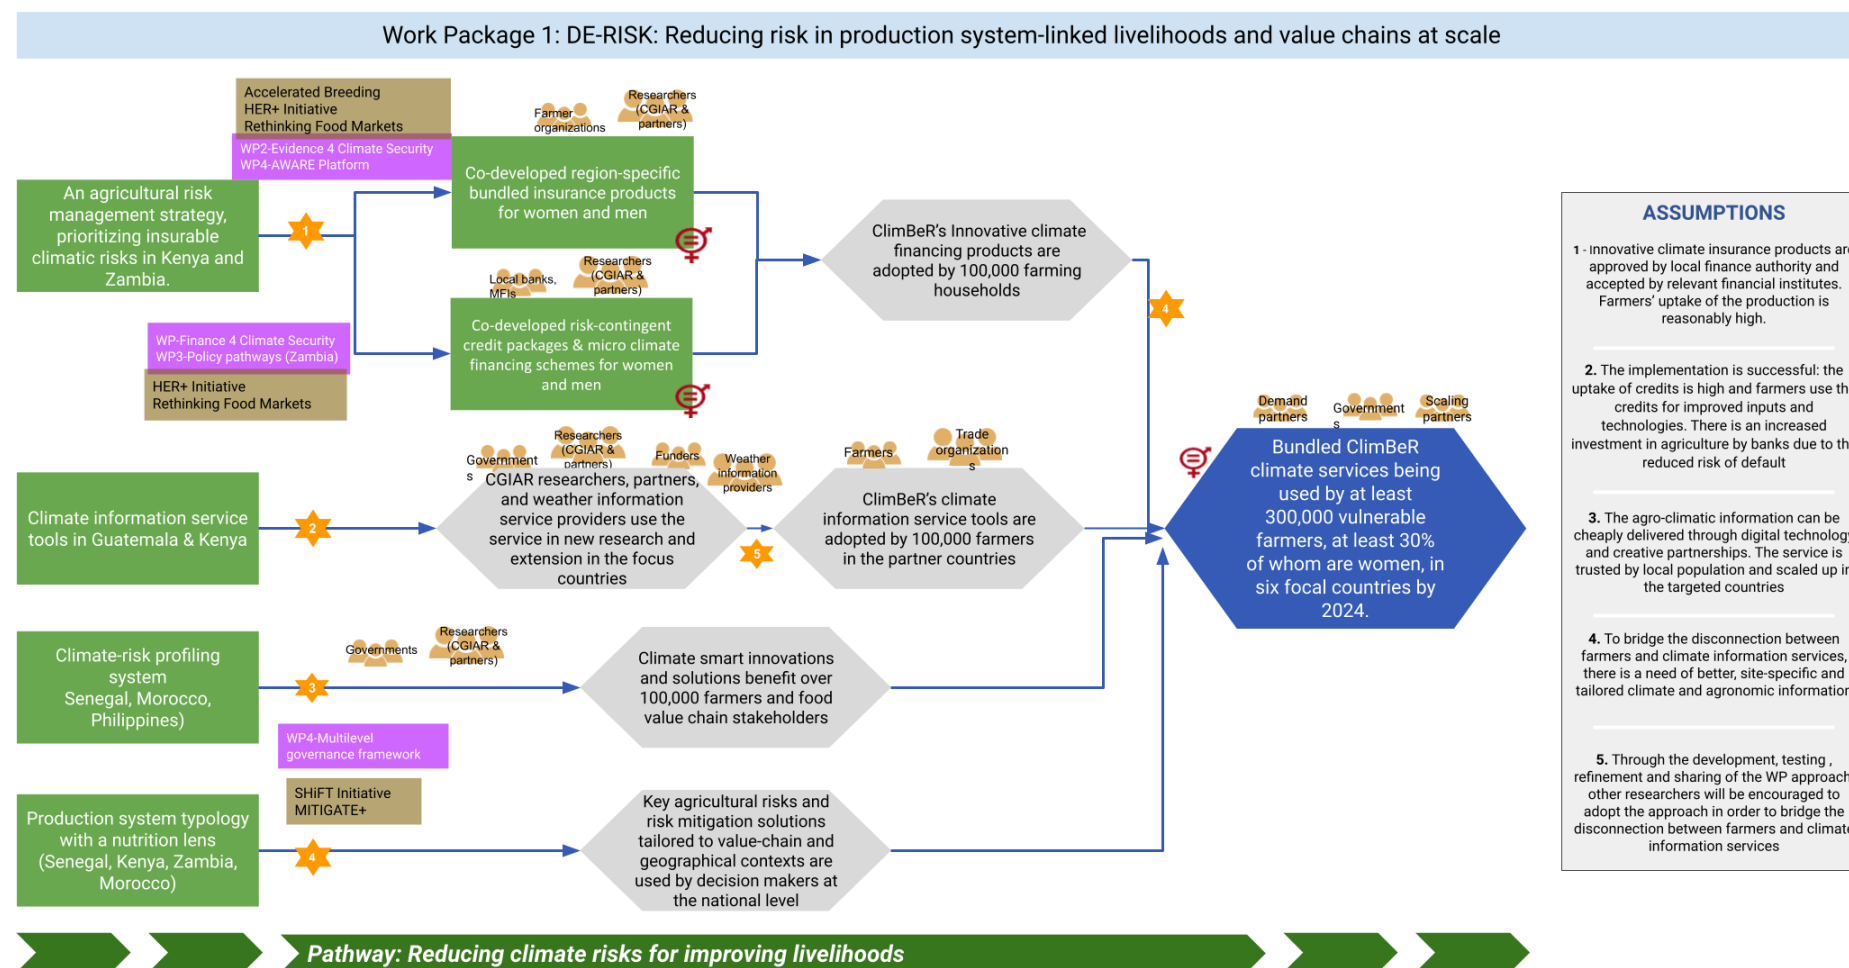 Work Package 1: DE-RISK: Reducing risk in production system-linked livelihoods and value chains at scale
Accelerated Breeding
HER+ Initiative
Rethinking Food Markets
WP2-Evidence 4 Climate Security
WP4-AWARE Platform
Farmer
organizations
Researchers
(CGIAR &
partners)
An agricultural risk
management strategy,
prioritizing insurable
climatic risks in Kenya and
Zambia.
1
Co-developed region-specific
bundled insurance products
for women and men
Local banks,
MFIs
Researchers
(CGIAR &
partners)
WP-Finance 4 Climate Security
WP3-Policy pathways (Zambia)
HER+ Initiative
Rethinking Food Markets
Co-developed risk-contingent
credit packages & micro climate
financing schemes for women
and men
ClimBeR's Innovative climate
financing products are
adopted by 100,000 farming
households
4
Climate information service
tools in Guatemala & Kenya
2
Government
s
Researchers
(CGIAR &
partners)
Funders
Weather
information
providers
CGIAR researchers, partners,
and weather information
service providers use the
service in new research and
extension in the focus
countries
5
Farmers
Trade
organization
s
ClimBeR's climate
information service tools are
adopted by 100,000 farmers
in the partner countries
Demand
partners
Government
s
Scaling
partners
Bundled ClimBeR
climate services being
used by at least
300,000 vulnerable
farmers, at least 30%
of whom are women, in
six focal countries by
2024.
Climate-risk profiling
system
Senegal, Morocco,
Philippines)
3
Governments
Researchers
(CGIAR &
partners)
Climate smart innovations
and solutions benefit over
100,000 farmers and food
value chain stakeholders
WP4-Multilevel
governance framework
SHiFT Initiative
MITIGATE+
Production system typology
with a nutrition lens
(Senegal, Kenya, Zambia,
Morocco)
4
Key agricultural risks and
risk mitigation solutions
tailored to value-chain and
geographical contexts are
used by decision makers at
the national level
Pathway: Reducing climate risks for improving livelihoods
ASSUMPTIONS
1 - Innovative climate insurance products are
approved by local finance authority and
accepted by relevant financial institutes.
Farmers' uptake of the production is
reasonably high.
2. The implementation is successful: the
uptake of credits is high and farmers use th
credits for improved inputs and
technologies. There is an increased
investment in agriculture by banks due to th
reduced risk of default
3. The agro-climatic information can be
cheaply delivered through digital technology
and creative partnerships. The service is
trusted by local population and scaled up in
the targeted countries
4. To bridge the disconnection between
farmers and climate information services,
there is a need of better, site-specific and
tailored climate and agronomic information
5. Through the development, testing ,
refinement and sharing of the WP approach
other researchers will be encouraged to
adopt the approach in order to bridge the
disconnection between farmers and climate
information services